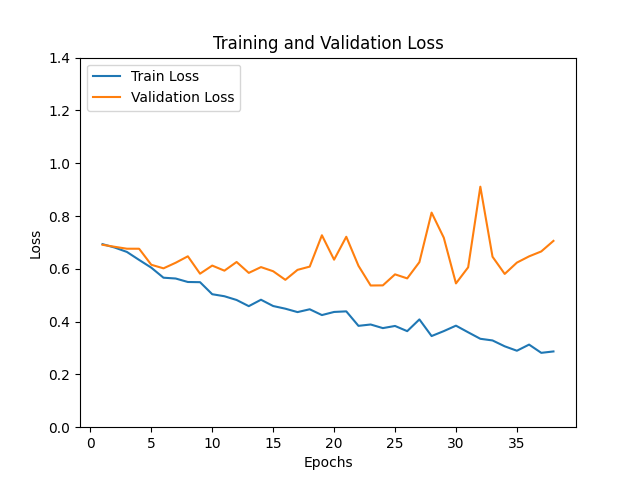 Training and Validation Loss
Train Loss
Validation Loss
Loss
1.4
1.2
1.0
0.8
0.6
0.4
0.2
0.0
0 5 10 15 20 25 30 35
Epochs